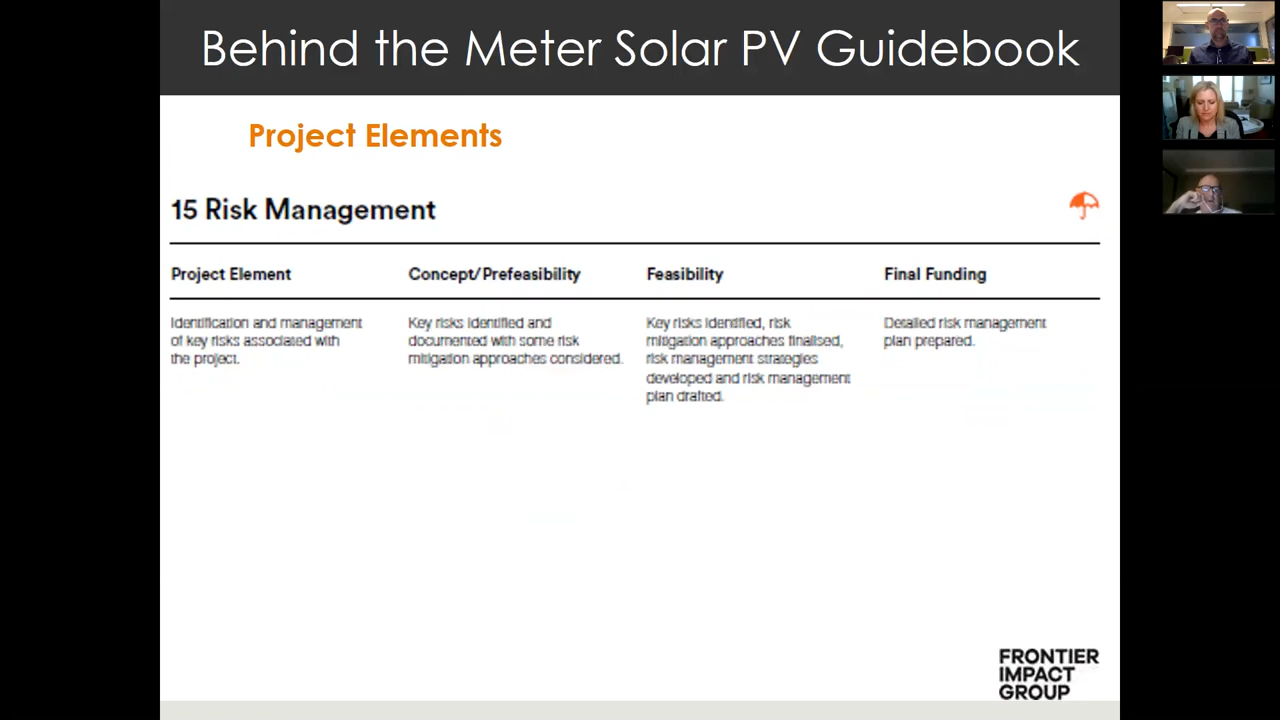 Behind the Meter Solar PV Guidebook
Project Elements
15 Risk Management
Project Element
Concept/Prefeasibility
Feasibility
Final Funding
Identification and management
of key risks associated with
the project.
Key risks identified and
documented with some risk
mitigation approaches considered.
Key risks identified, risk
mitigation approaches finalised,
risk management strategies
developed and risk management
plan drafted.
Detailed risk management
plan prepared.
FRONTIER
IMPACT
GROUP